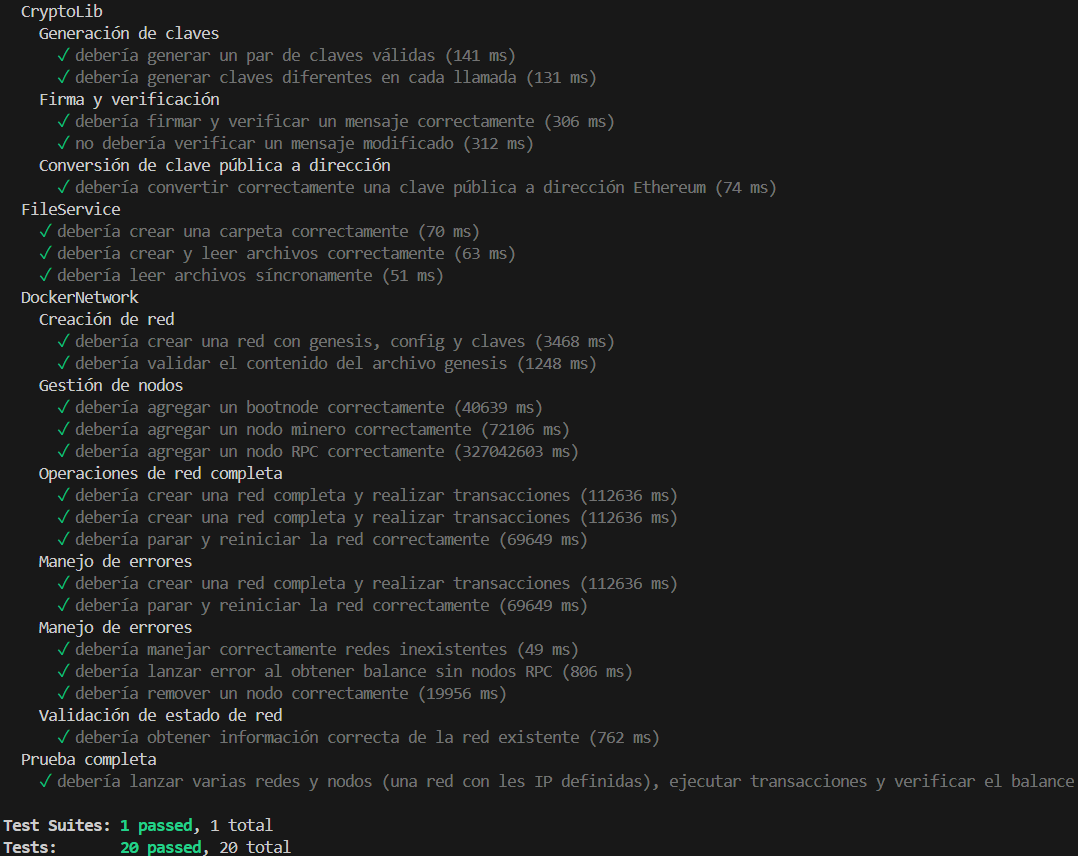 CryptoLib
Generación de claves
✓ debería generar un par de claves válidas (141 ms)
✓ debería generar claves diferentes en cada llamada (131 ms)
Firma y verificación
✓ debería firmar y verificar un mensaje correctamente (306 ms)
✓ no debería verificar un mensaje modificado (312 ms)
Conversión de clave pública a dirección
✓ debería convertir correctamente una clave pública a dirección Ethereum (74 ms)
FileService
✓ debería crear una carpeta correctamente (70 ms)
✓ debería crear y leer archivos correctamente (63 ms)
✓ debería leer archivos síncronamente (51 ms)
DockerNetwork
Creación de red
✓ debería crear una red con genesis, config y claves (3468 ms)
✓ debería validar el contenido del archivo genesis (1248 ms)
Gestión de nodos
✓ debería agregar un bootnode correctamente (40639 ms)
✓ debería agregar un nodo minero correctamente (72106 ms)
✓ debería agregar un nodo RPC correctamente (327042603 ms)
Operaciones de red completa
✓ debería crear una red completa y realizar transacciones (112636 ms)
✓ debería crear una red completa y realizar transacciones (112636 ms)
✓ debería parar y reiniciar la red correctamente (69649 ms)
Manejo de errores
✓ debería crear una red completa y realizar transacciones (112636 ms)
✓ debería parar y reiniciar la red correctamente (69649 ms)
Manejo de errores
✓ debería manejar correctamente redes inexistentes (49 ms)
✓ debería lanzar error al obtener balance sin nodos RPC (806 ms)
✓ debería remover un nodo correctamente (19956 ms)
Validación de estado de red
✓ debería obtener información correcta de la red existente (762 ms)
Prueba completa
✓ debería lanzar varias redes y nodos (una red con les IP definidas), ejecutar transacciones y verificar el balance
Test Suites: 1 passed, 1 total
Tests: 20 passed, 20 total